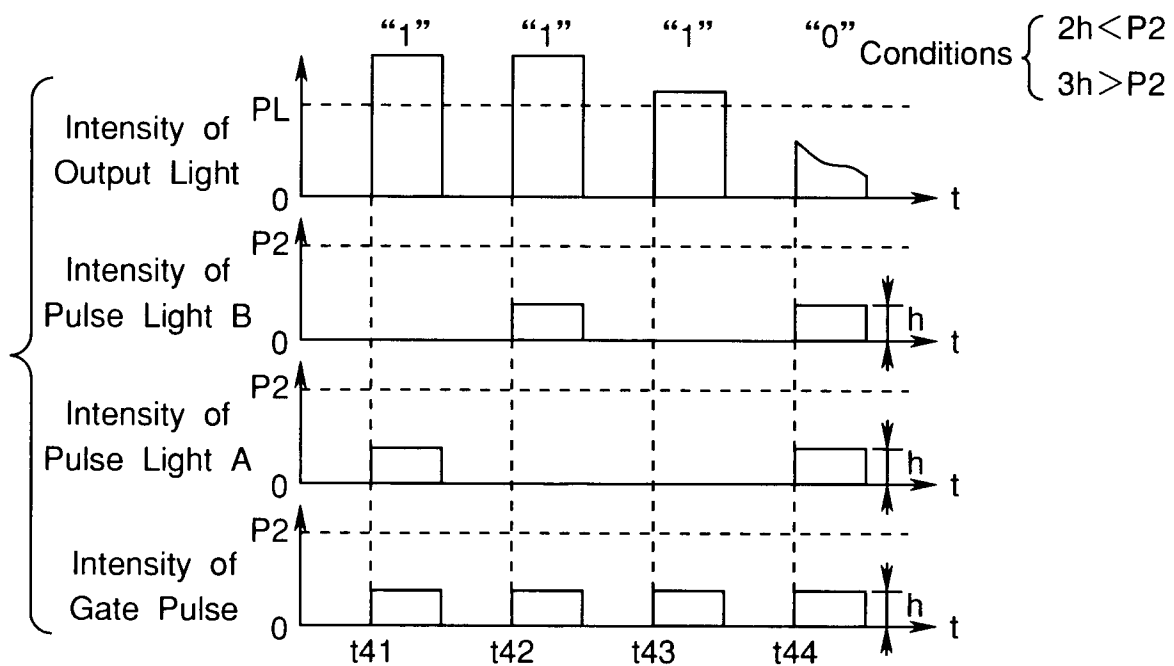 “1” “1” “1” “0”
Conditions { 2h<P2
3h>P2
PL
Intensity of
Output Light
0
t
P2
Intensity of
Pulse Light B
0
h
t
P2
Intensity of
Pulse Light A
0
h
t
P2
Intensity of
Gate Pulse
0
h
t
t41 t42 t43 t44